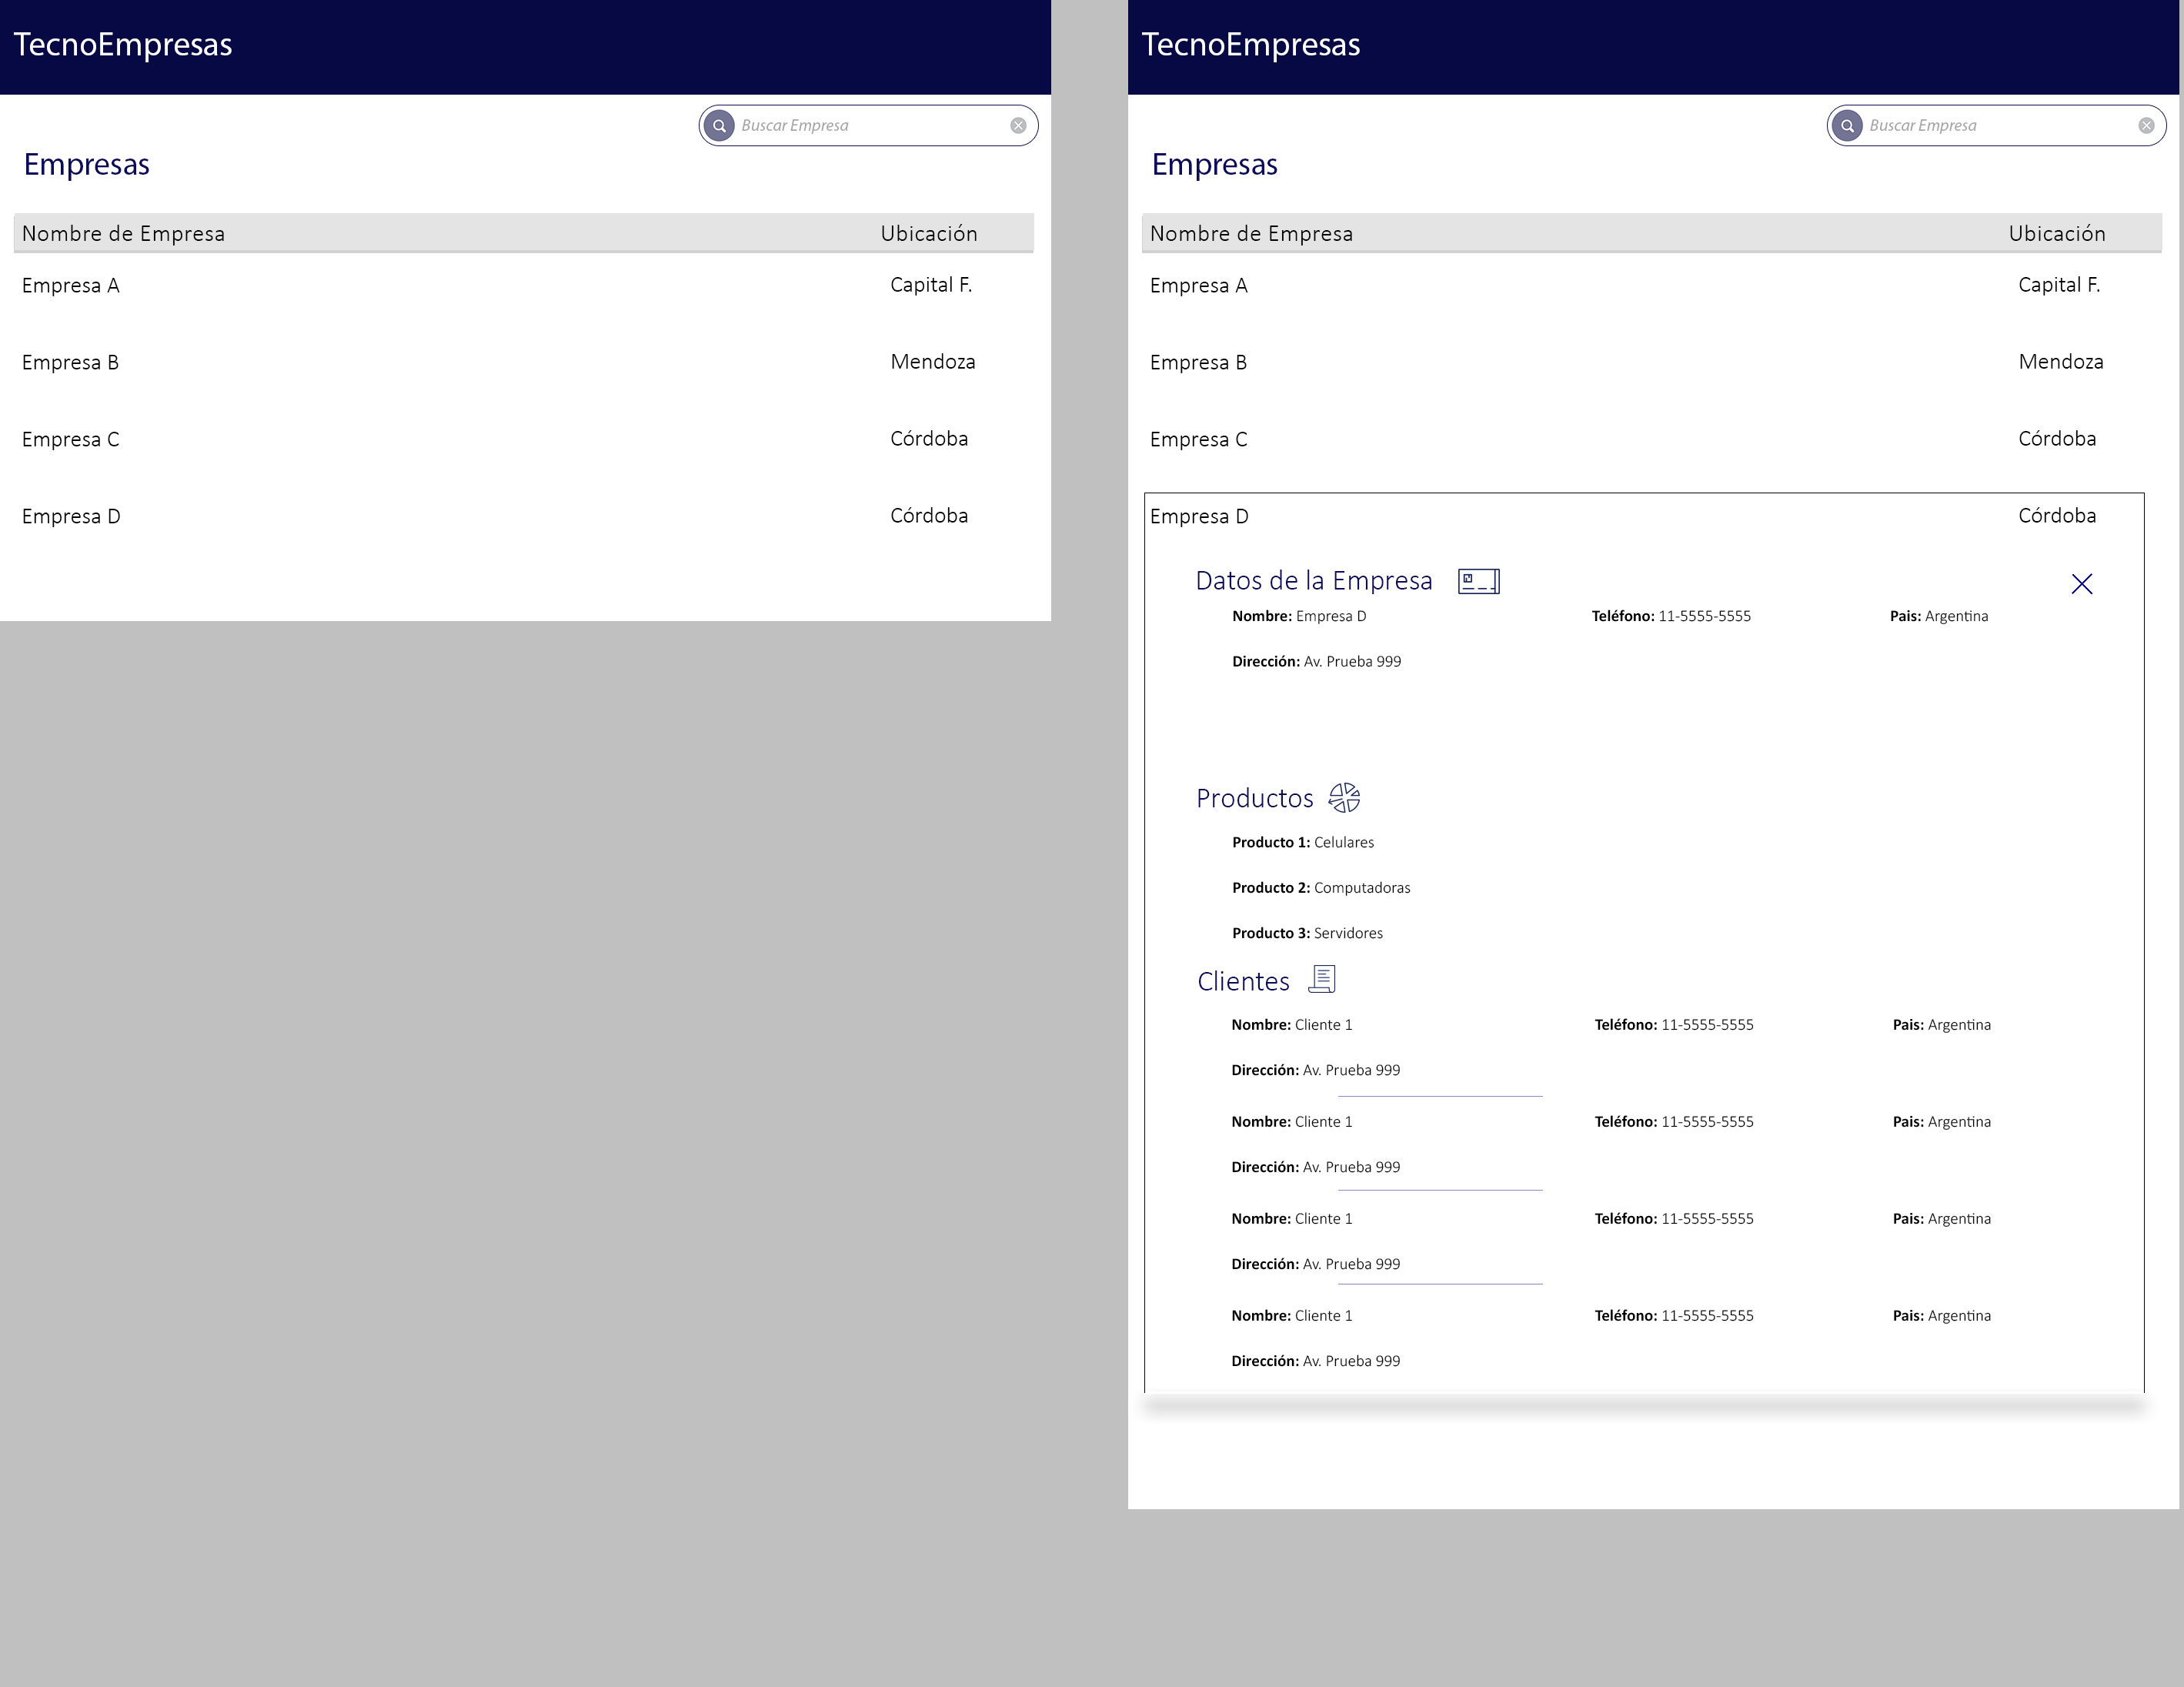 TecnoEmpresas
Buscar Empresa
Empresas
Nombre de Empresa Ubicación
Empresa A Capital F.
Empresa B Mendoza
Empresa C Córdoba
Empresa D Córdoba
TecnoEmpresas
Buscar Empresa
Empresas
Nombre de Empresa Ubicación
Empresa A Capital F.
Empresa B Mendoza
Empresa C Córdoba
Empresa D Córdoba
Datos de la Empresa
Nombre: Empresa D Teléfono: 11-5555-5555 Pais: Argentina
Dirección: Av. Prueba 999
Productos
Producto 1: Celulares
Producto 2: Computadoras
Producto 3: Servidores
Clientes
Nombre: Cliente 1 Teléfono: 11-5555-5555 Pais: Argentina
Dirección: Av. Prueba 999
Nombre: Cliente 1 Teléfono: 11-5555-5555 Pais: Argentina
Dirección: Av. Prueba 999
Nombre: Cliente 1 Teléfono: 11-5555-5555 Pais: Argentina
Dirección: Av. Prueba 999
Nombre: Cliente 1 Teléfono: 11-5555-5555 Pais: Argentina
Dirección: Av. Prueba 999